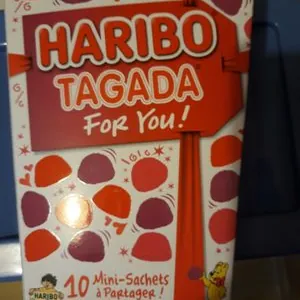 HARIBO
TAGADA®
FOR YOU!
10 Mini-Sachets
à Partager !
HARIBO